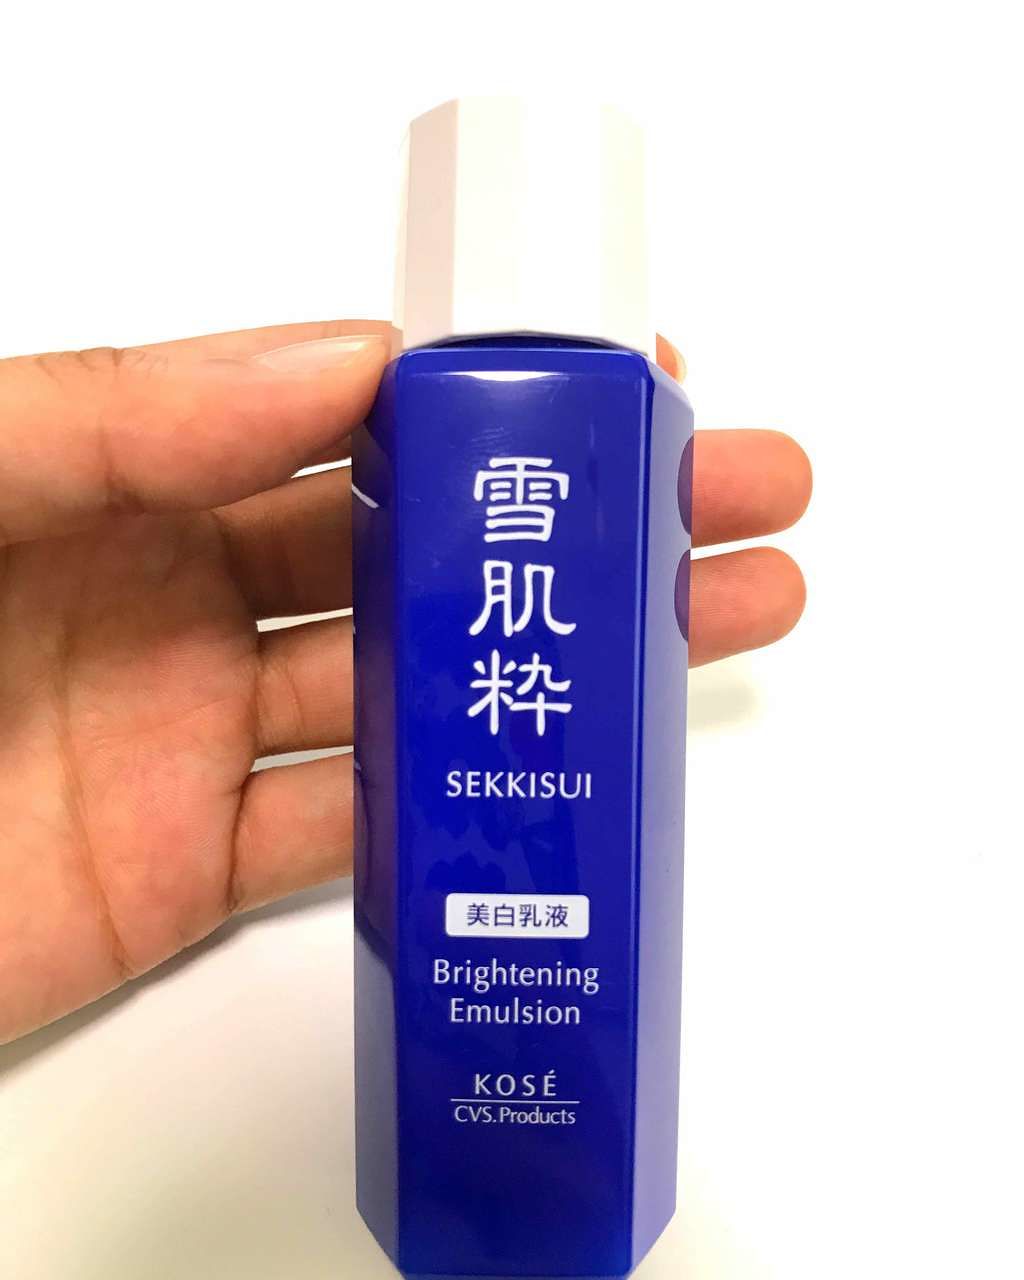 雪肌粋
SEKKISUI
美白乳液
Brightening
Emulsion
KOSÉ
CVS.Products